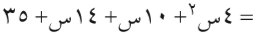 = ٤س٢ + ١٠س + ١٤س + ٣٥